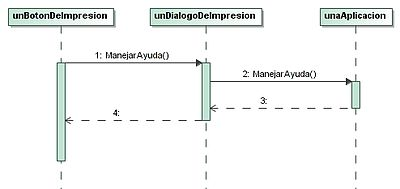 unBotonDeImpresion
unDialogoDeImpresion
unaAplicacion
1: ManejarAyuda()
2: ManejarAyuda()
3:
4: